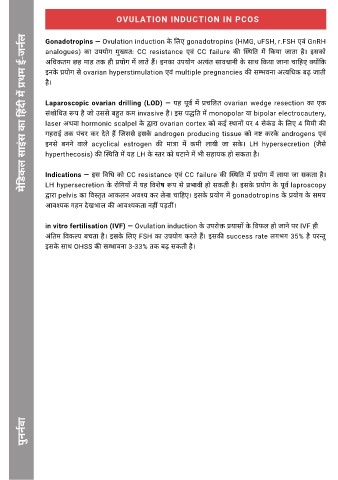 OVULATION INDUCTION IN PCOS
Gonadotropins — Ovulation induction के लिए gonadotropins (HMG, uFSH, r.FSH एवं GnRH
analogues) का उपयोग मुख्यतः CC resistance एवं CC failure की स्थिति में किया जाता है। इसको
अधिकतम छह माह तक ही प्रयोग में लाते हैं। इनका उपयोग अत्यंत सावधानी के साथ किया जाना चाहिए क्योंकि
इनके प्रयोग से ovarian hyperstimulation एवं multiple pregnancies की सम्भावना अत्यधिक बढ़ जाती
है।
Laparoscopic ovarian drilling (LOD) — यह पूर्व में प्रचलित ovarian wedge resection का एक
संशोधित रूप है जो उससे बहुत कम invasive है। इस पद्धति में monopolar या bipolar electrocautery,
laser अथवा hormonic scalpel के द्वारा ovarian cortex को कई स्थानों पर 4 सेकंड के लिए 4 मिमी की
गहराई तक पंचर कर देते हैं जिससे इसके androgen producing tissue को नष्ट करके androgens एवं
इनसे बनने वाले acyclical estrogen की मात्रा में कमी लायी जा सके। LH hypersecretion (जैसे
hyperthecosis) की स्थिति में यह LH के स्तर को घटाने में भी सहायक हो सकता है।
Indications — इस विधि को CC resistance एवं CC failure की स्थिति में प्रयोग में लाया जा सकता है।
LH hypersecretion के रोगियों में यह विशेष रूप से प्रभावी हो सकती है। इसके प्रयोग के पूर्व laproscopy
द्वारा pelvis का विस्तृत आकलन अवश्य कर लेना चाहिए। इसके प्रयोग में gonadotropins के प्रयोग के समय
आवश्यक गहन देखभाल की आवश्यकता नहीं पड़ती।
in vitro fertilisation (IVF) — Ovulation induction के उपरोक्त प्रयासों के विफल हो जाने पर IVF ही
अंतिम विकल्प बचता है। इसके लिए FSH का उपयोग करते हैं। इसकी success rate लगभग 35% है परन्तु
इसके साथ OHSS की सम्भावना 3-33% तक बढ़ सकती है।
मेडिकल साइंस का हिंदी में प्रथम ई-जर्नल
पुनर्नवा